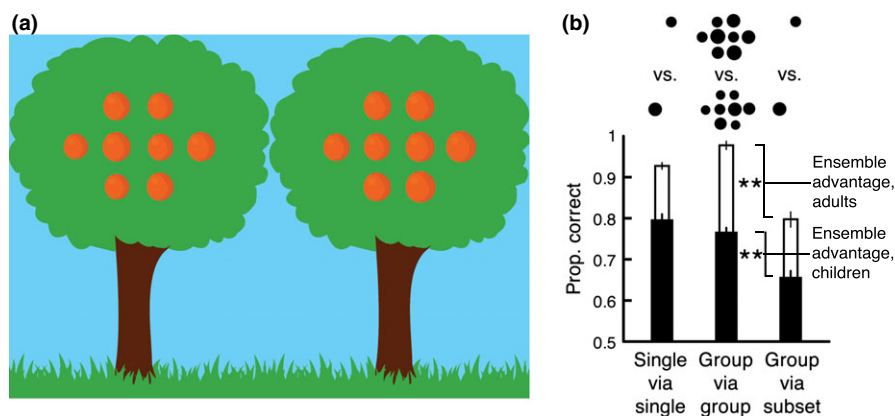 (a)
(b)
vs.
vs.
vs.
1
0.9
0.8
0.7
0.6
0.5
Prop. correct
**
**
Ensemble
advantage,
adults
Ensemble
advantage,
children
Single
via
single
Group
via
group
Group
via
subset